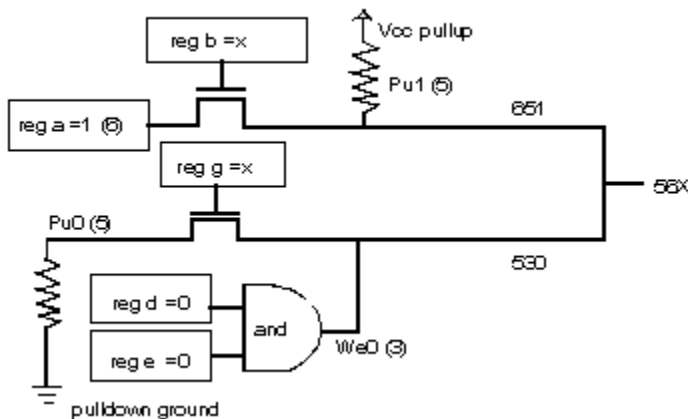 reg b =x
Vcc pullup
Pu1 (5)
reg a =1 (6)
651
reg g =x
56X
Pu0 (5)
530
reg d =0
and
reg e =0
We0 (3)
pulldown ground